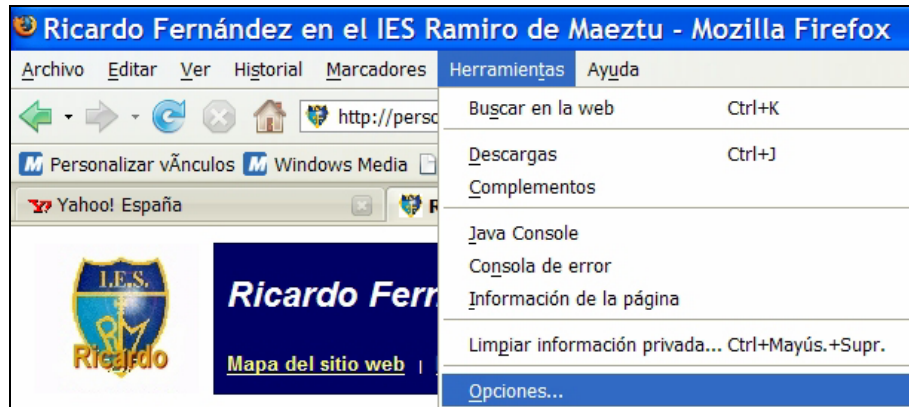 Ricardo Fernández en el IES Ramiro de Maeztu - Mozilla Firefox
Archivo Editar Ver Historial Marcadores Herramientas Ayuda
http://perso
Personalizar vÃnculos Windows Media
Yahoo! España R
Buscar en la web Ctrl+K
Descargas Ctrl+J
Complementos
Java Console
Consola de error
Información de la página
Limpiar información privada... Ctrl+Mayús.+Supr.
Opciones...
I.E.S.
RM
Ricardo
Ricardo Fern
Mapa del sitio web |